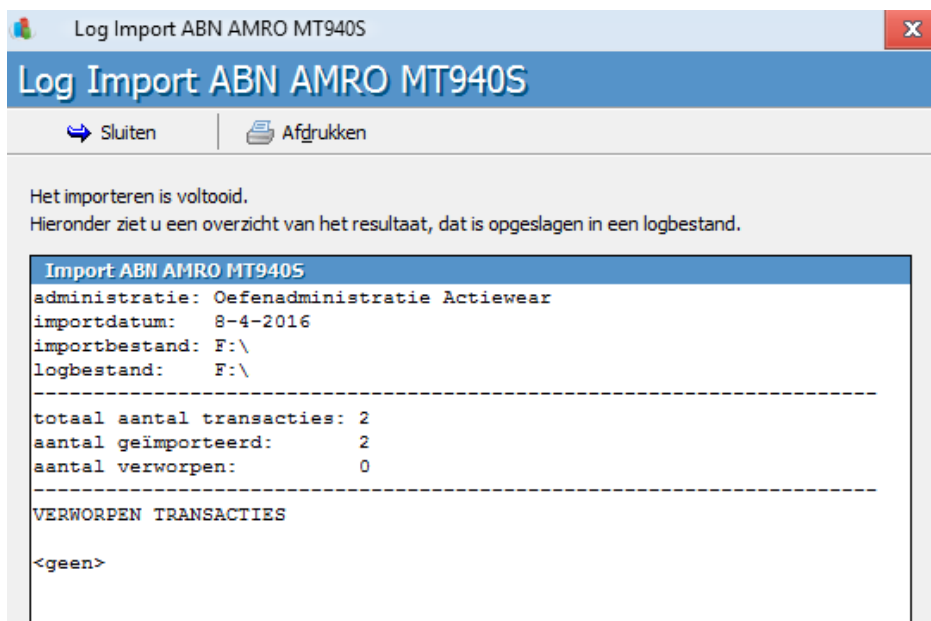 Log Import ABN AMRO MT940S
Log Import ABN AMRO MT940S
Sluiten Afdrukken
Het importeren is voltooid.
Hieronder ziet u een overzicht van het resultaat, dat is opgeslagen in een logbestand.
Import ABN AMRO MT940S
administratie: Oefenadministratie Actiewear
importdatum: 8-4-2016
importbestand: F:\
logbestand: F:\
----------------------------------------------------------------------
totaal aantal transacties: 2
aantal geïmporteerd: 2
aantal verworpen: 0
----------------------------------------------------------------------
VERWORPEN TRANSACTIES
<geen>